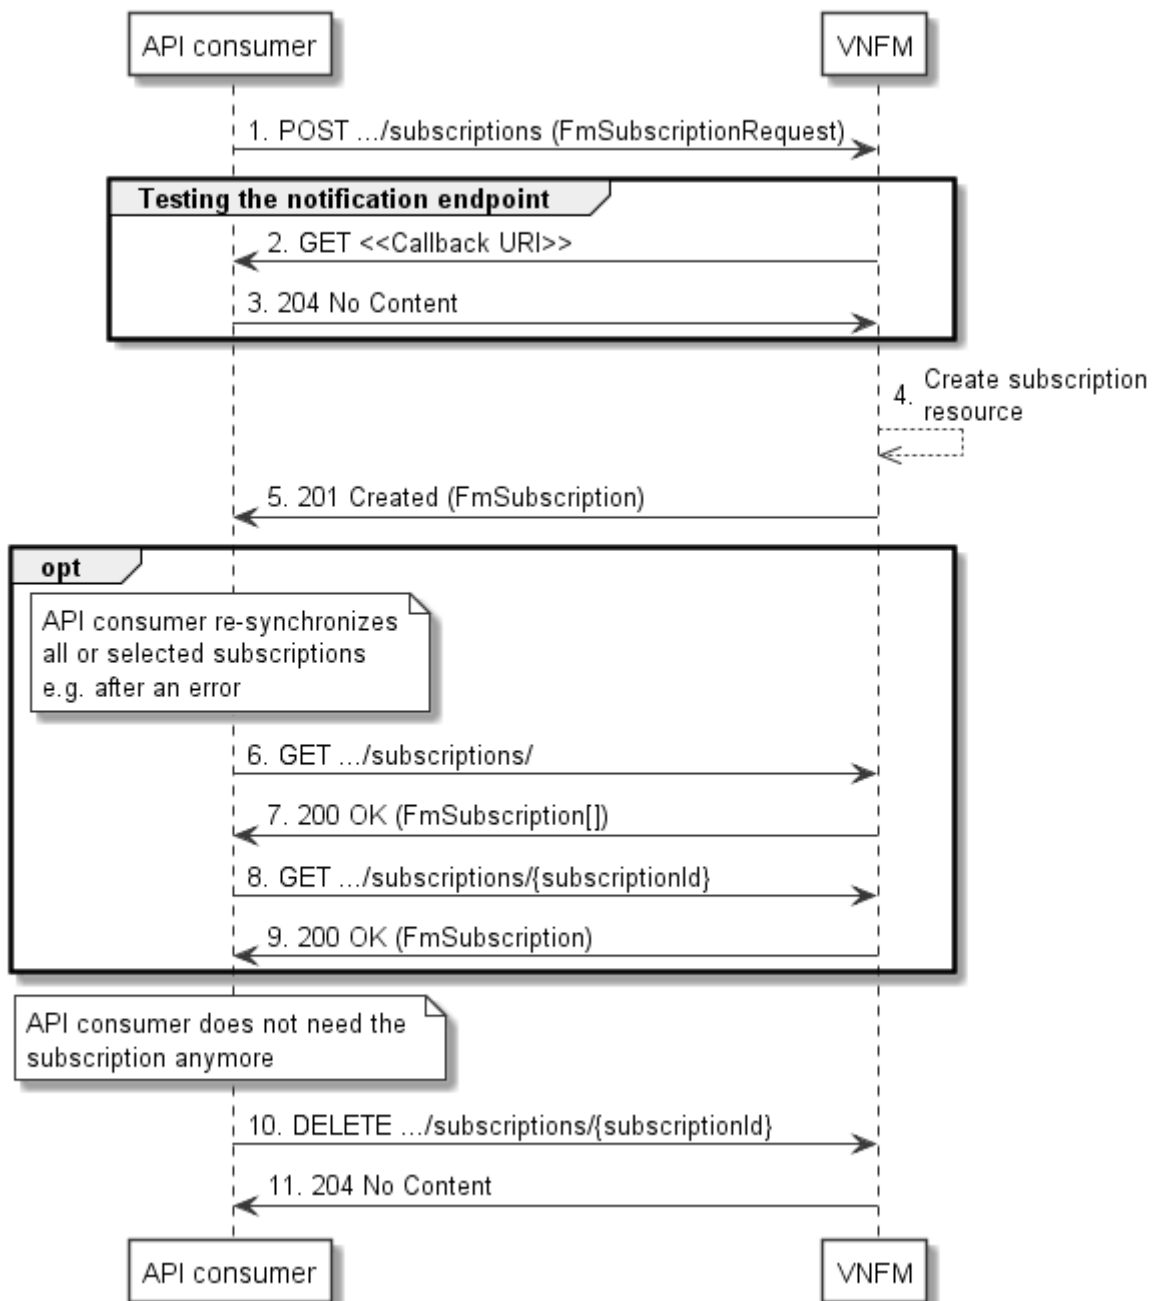 API consumer
VNFM
1. POST .../subscriptions (FmSubscriptionRequest)
Testing the notification endpoint
2. GET <<Callback URI>>
3. 204 No Content
4. Create subscription
resource
5. 201 Created (FmSubscription)
opt
API consumer re-synchronizes
all or selected subscriptions
e.g. after an error
6. GET .../subscriptions/
7. 200 OK (FmSubscription[])
8. GET .../subscriptions/{subscriptionId}
9. 200 OK (FmSubscription)
API consumer does not need the
subscription anymore
10. DELETE .../subscriptions/{subscriptionId}
11. 204 No Content
API consumer
VNFM